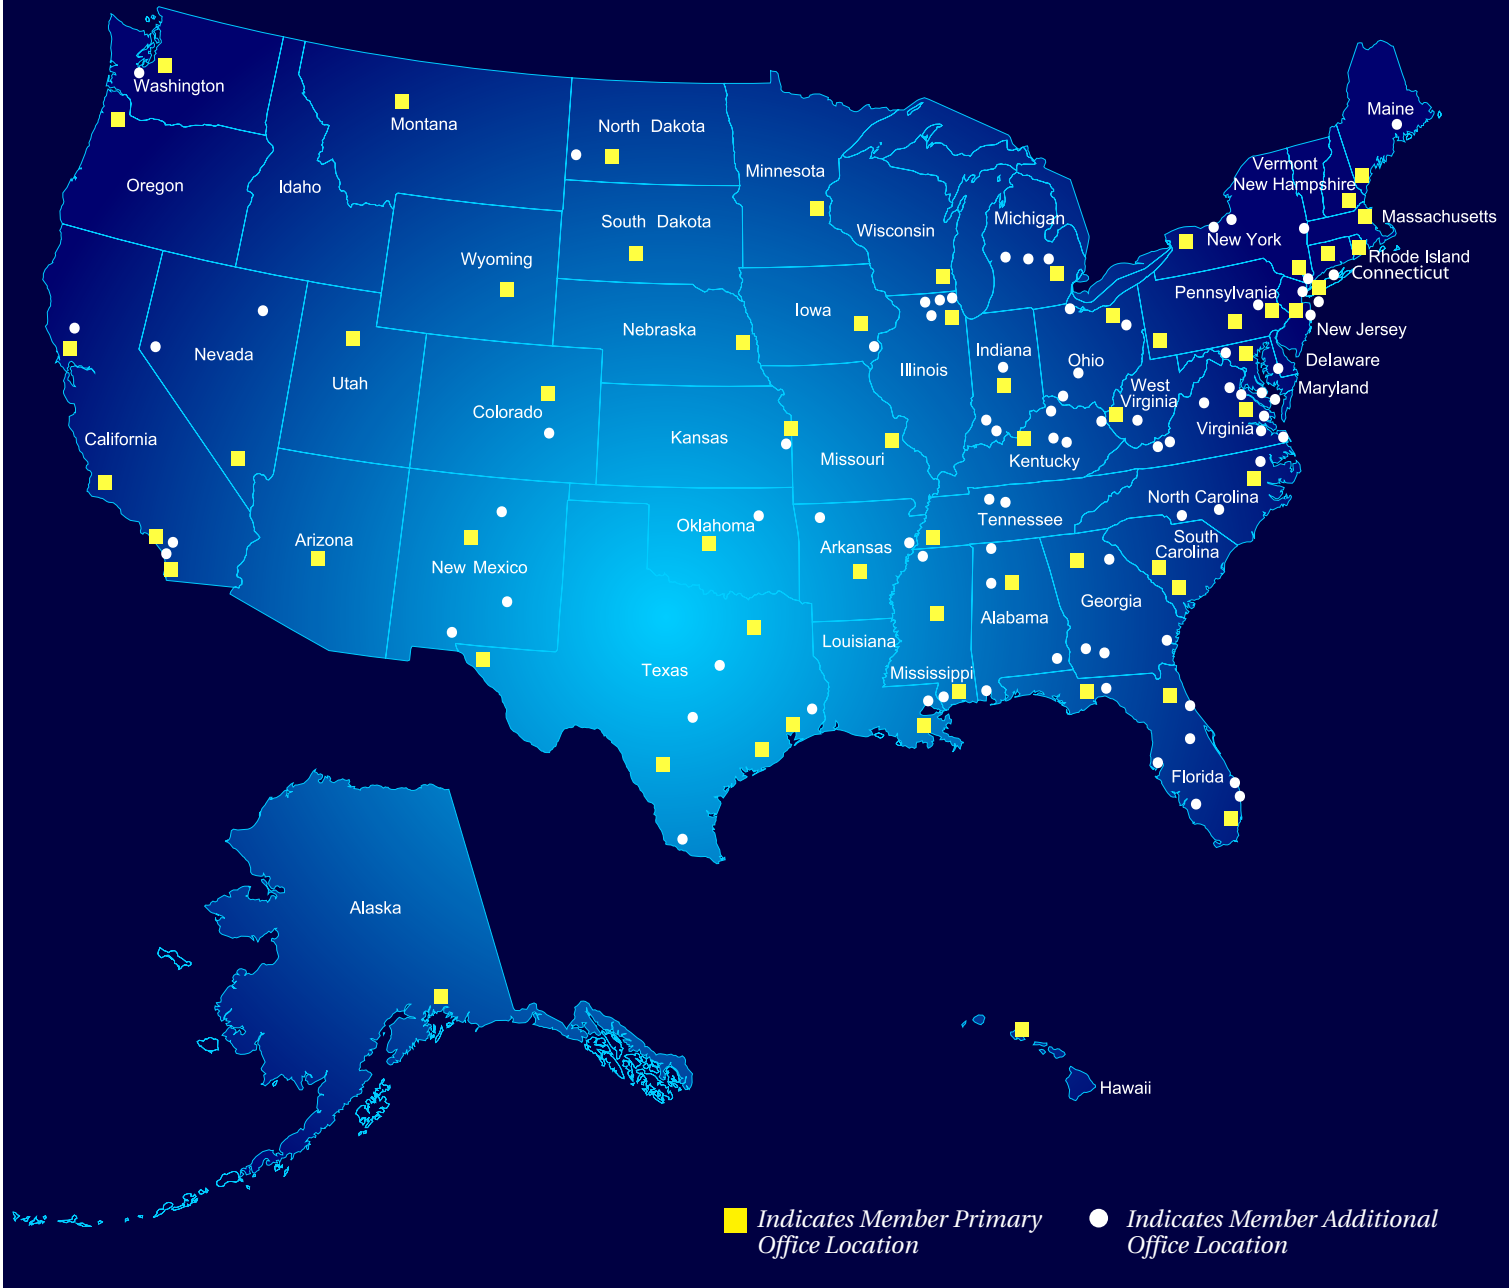 Washington
Montana
North Dakota
Minnesota
Maine
Oregon
Idaho
Vermont
New Hampshire
South Dakota
Wisconsin
Michigan
Massachusetts
New York
Wyoming
Rhode Island
Connecticut
Pennsylvania
Iowa
Nebraska
New Jersey
Nevada
Utah
Illinois
Indiana
Ohio
Delaware
Colorado
West
Virginia
Maryland
California
Kansas
Missouri
Kentucky
Virginia
North Carolina
Oklahoma
Tennessee
Arizona
New Mexico
Arkansas
South
Carolina
Texas
Louisiana
Mississippi
Alabama
Georgia
Florida
Alaska
Hawaii
Indicates Member Primary
Office Location
Indicates Member Additional
Office Location